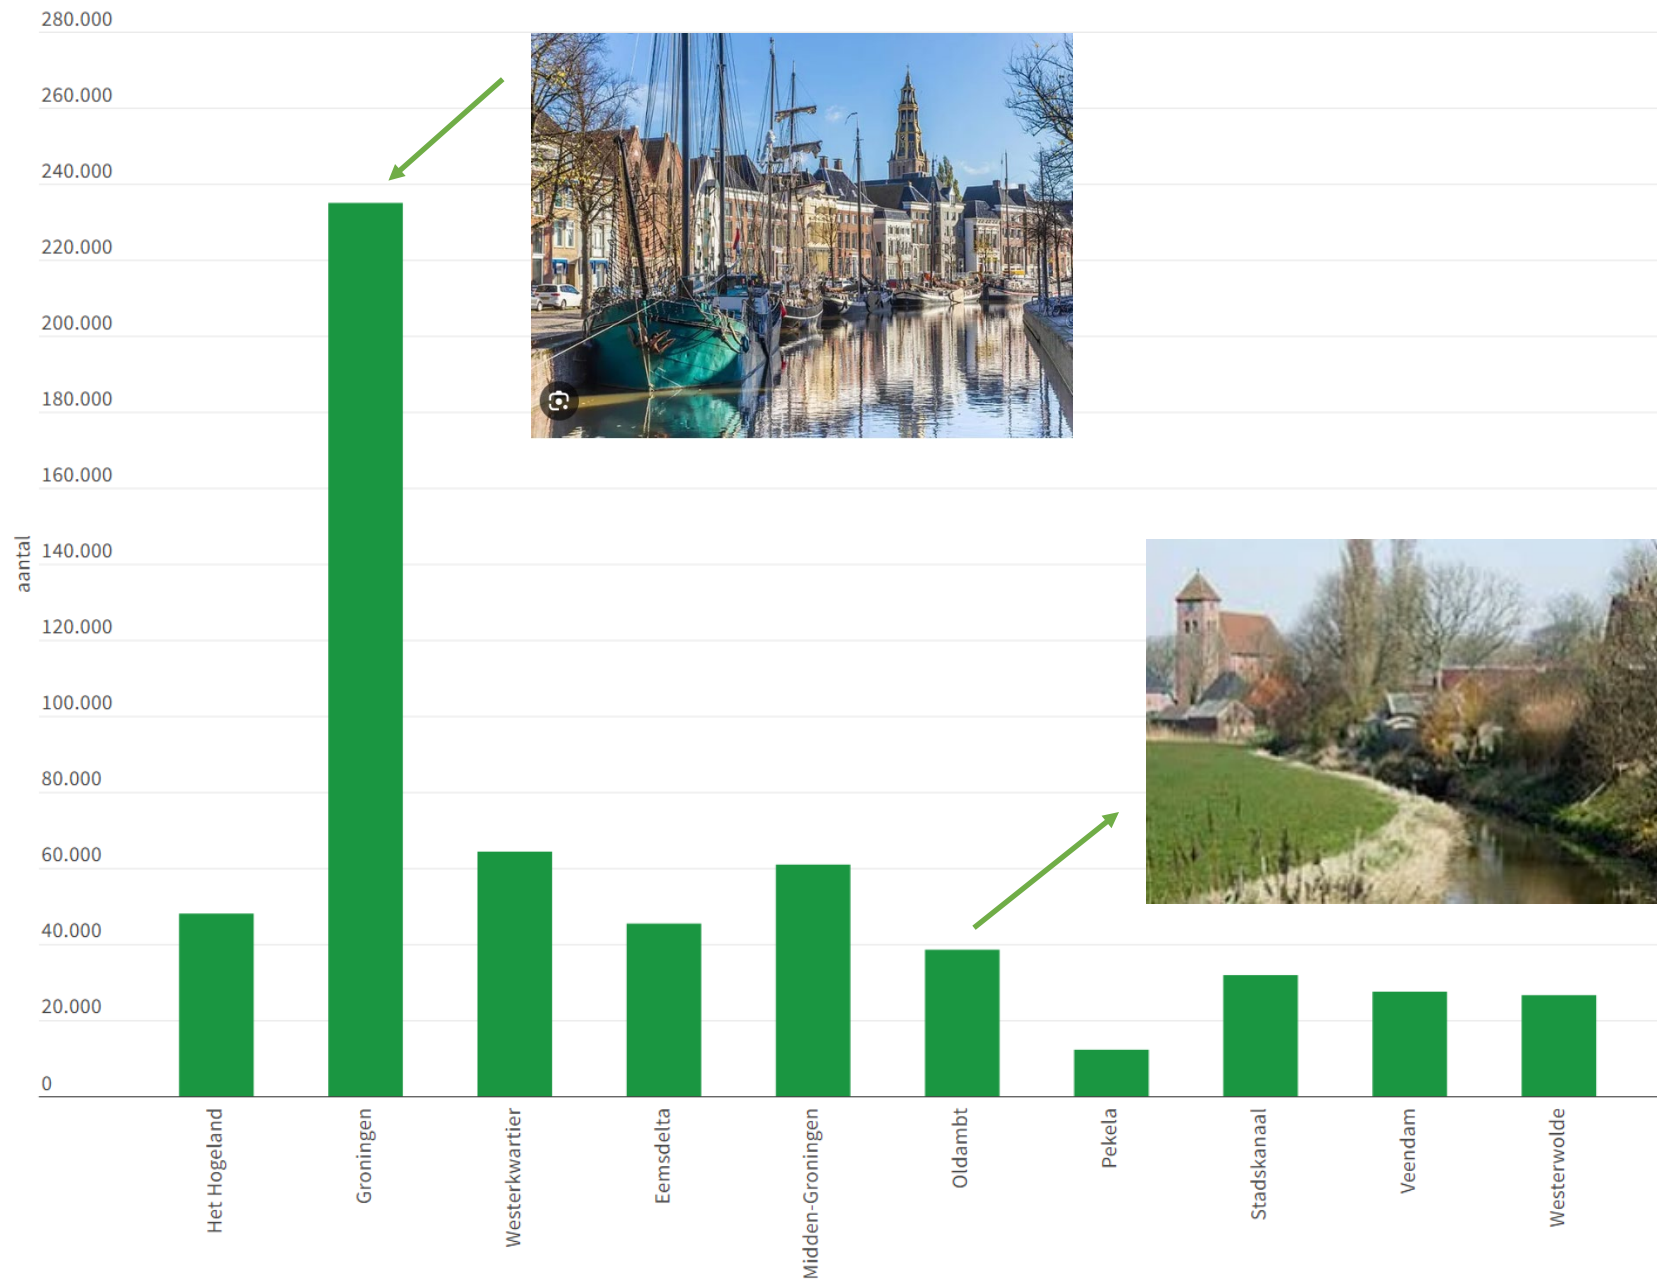 280.000
260.000
240.000
220.000
200.000
180.000
160.000
140.000
120.000
100.000
80.000
60.000
40.000
20.000
0
aantal
Het Hogeland
Groningen
Westerkwartier
Eemsdelta
Midden-Groningen
Oldambt
Pekela
Stadskanaal
Veendam
Westerwolde